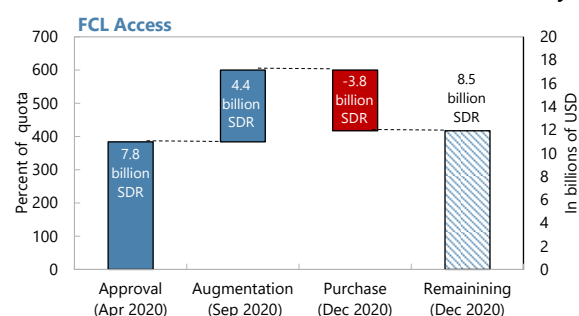 FCL Access
700
600
500
400
300
200
100
0
Percent of quota
20
18
16
14
12
10
8
6
4
2
0
In billions of USD
7.8
billion
SDR
4.4
billion
SDR
-3.8
billion
SDR
8.5
billion
SDR
Approval
(Apr 2020)
Augmentation
(Sep 2020)
Purchase
(Dec 2020)
Remainining
(Dec 2020)